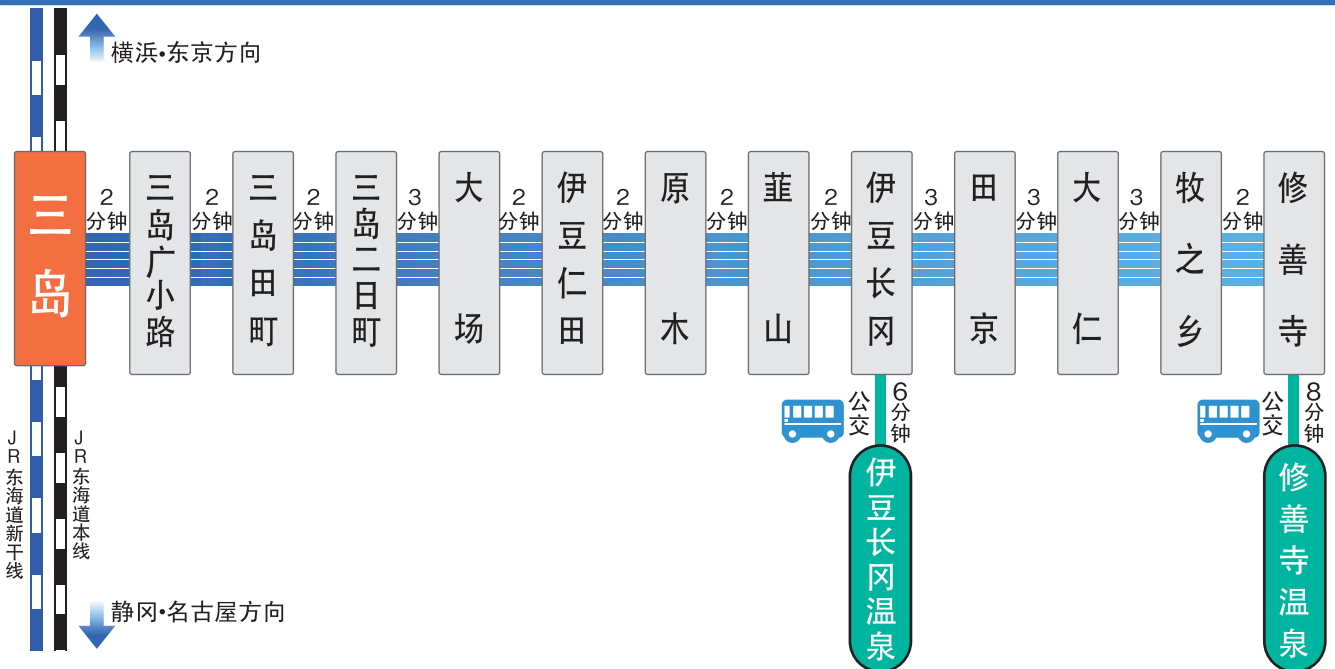 横浜•东京方向
三岛
2
分钟
三岛广小路
2
分钟
三岛田町
2
分钟
三岛二日町
3
分钟
大场
2
分钟
伊豆仁田
2
分钟
原木
2
分钟
韮山
2
分钟
伊豆长冈
3
分钟
田京
3
分钟
大仁
3
分钟
牧之乡
2
分钟
修善寺
公交
6分钟
伊豆长冈温泉
公交
8分钟
修善寺温泉
JR东海道新干线
JR东海道本线
静冈•名古屋方向